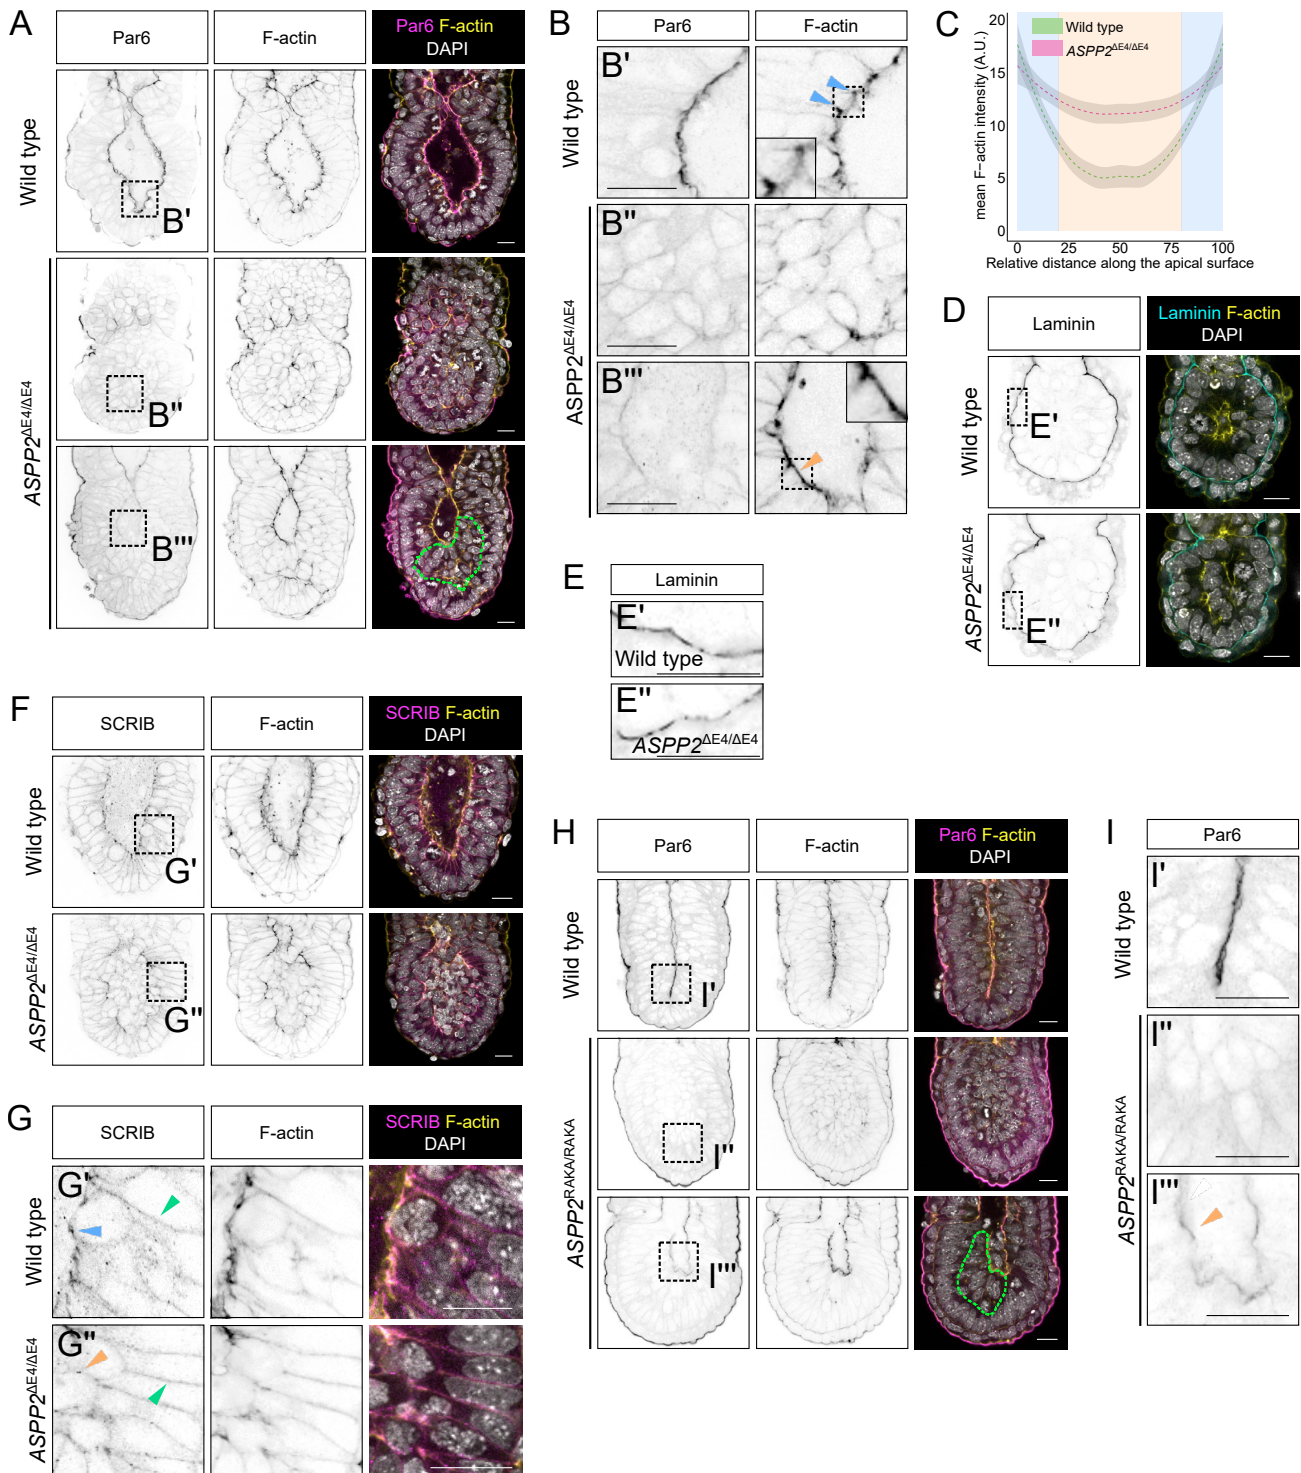 A
Par6
F-actin
Par6 F-actin
DAPI
Wild type
B'
ASPP2ΔE4/ΔE4
B''
B'''
B
Par6
F-actin
Wild type
B'
ASPP2ΔE4/ΔE4
B''
B'''
C
mean F-actin intensity (A.U.)
20
15
10
5
0
Wild type
ASPP2ΔE4/ΔE4
0
25
50
75
100
Relative distance along the apical surface
D
Laminin
Laminin F-actin
DAPI
Wild type
E'
ASPP2ΔE4/ΔE4
E''
E
Laminin
E'
Wild type
E''
ASPP2ΔE4/ΔE4
F
SCRIB
F-actin
SCRIB F-actin
DAPI
Wild type
G'
ASPP2ΔE4/ΔE4
G''
G
SCRIB
F-actin
SCRIB F-actin
DAPI
Wild type
G'
ASPP2ΔE4/ΔE4
G''
H
Par6
F-actin
Par6 F-actin
DAPI
Wild type
I'
ASPP2RAKA/RAKA
I''
I'''
I
Par6
Wild type
I'
ASPP2RAKA/RAKA
I''
I'''